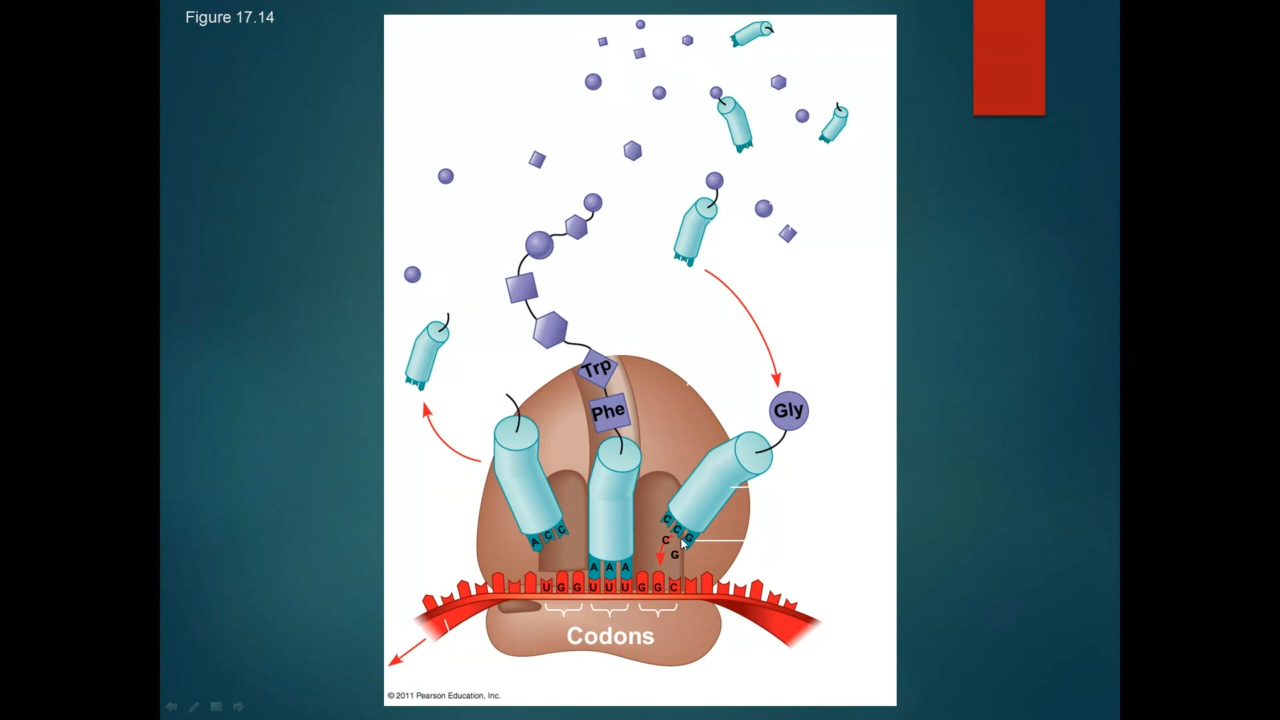 Figure 17.14
Trp
Phe
Gly
C C G
A C C
C
G
A A A
U G G U U U G G C
Codons
© 2011 Pearson Education, Inc.